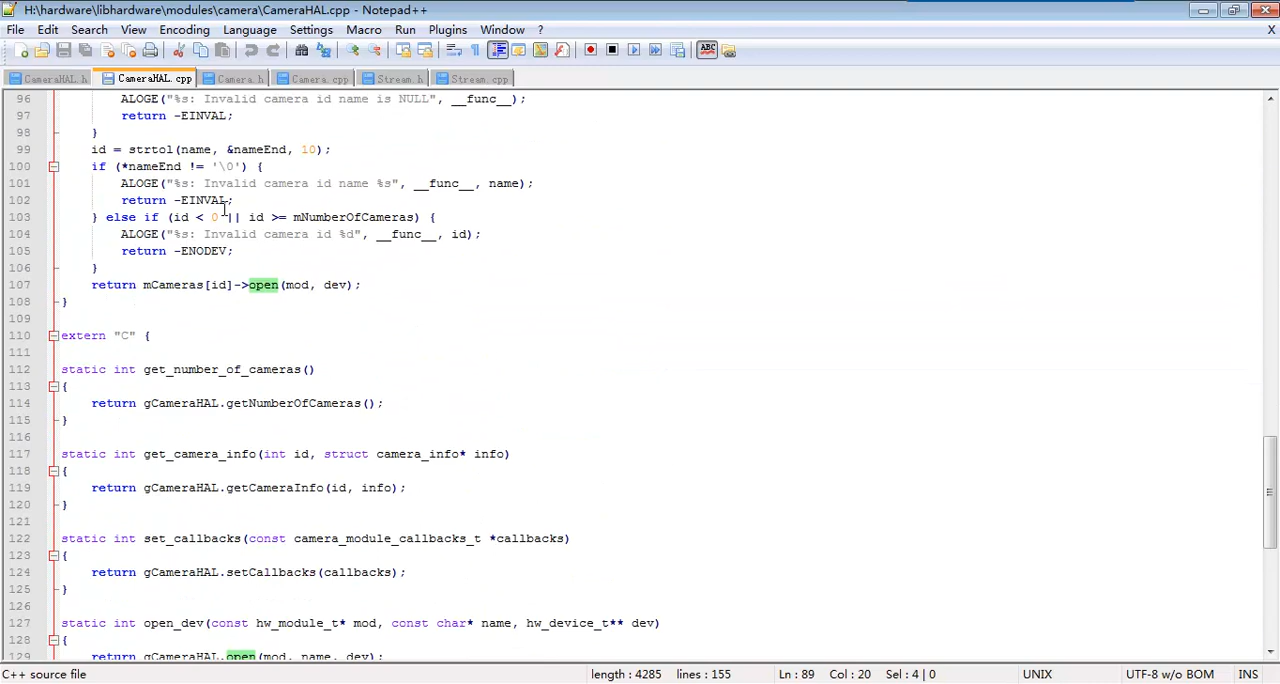 H:\hardware\libhardware\modules\camera\CameraHAL.cpp - Notepad++
File Edit Search View Encoding Language Settings Macro Run Plugins Window ? X
CameraHAL.h CameraHAL.cpp Camera.h Camera.cpp Stream.h Stream.cpp
96 ALOGE("%s: Invalid camera id name is NULL", __func__);
97 return -EINVAL;
98 }
99 id = strtol(name, &nameEnd, 10);
100 if (*nameEnd != '\0') {
101 ALOGE("%s: Invalid camera id name %s", __func__, name);
102 return -EINVAL;
103 } else if (id < 0 || id >= mNumberOfCameras) {
104 ALOGE("%s: Invalid camera id %d", __func__, id);
105 return -ENODEV;
106 }
107 return mCameras[id]->open(mod, dev);
108 }
109
110 extern "C" {
111
112 static int get_number_of_cameras()
113 {
114 return gCameraHAL.getNumberOfCameras();
115 }
116
117 static int get_camera_info(int id, struct camera_info* info)
118 {
119 return gCameraHAL.getCameraInfo(id, info);
120 }
121
122 static int set_callbacks(const camera_module_callbacks_t *callbacks)
123 {
124 return gCameraHAL.setCallbacks(callbacks);
125 }
126
127 static int open_dev(const hw_module_t* mod, const char* name, hw_device_t** dev)
128 {
129 return gCameraHAL.open(mod, name, dev);
C++ source file length : 4285 lines : 155 Ln : 89 Col : 20 Sel : 4 | 0 UNIX UTF-8 w/o BOM INS